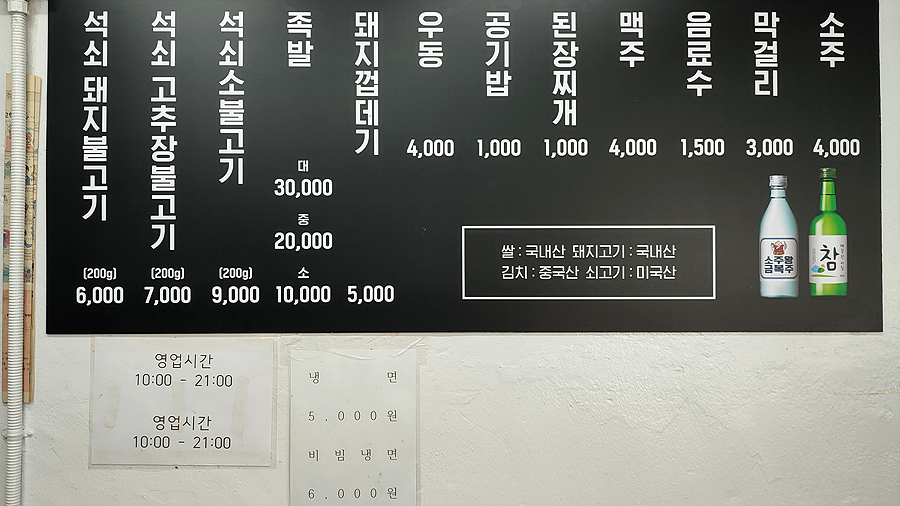 석쇠 돼지불고기
(200g)
6,000
석쇠 고추장불고기
(200g)
7,000
석쇠소불고기
(200g)
9,000
족발
대
30,000
중
20,000
소
10,000
돼지껍데기
5,000
우동
4,000
공기밥
1,000
된장찌개
1,000
맥주
4,000
음료수
1,500
막걸리
3,000
소주
4,000
쌀 : 국내산 돼지고기 : 국내산
김치 : 중국산 쇠고기 : 미국산
소주왕
금복주
참
영업시간
10:00 - 21:00
영업시간
10:00 - 21:00
냉 면
5,000원
비빔냉면
6,000원